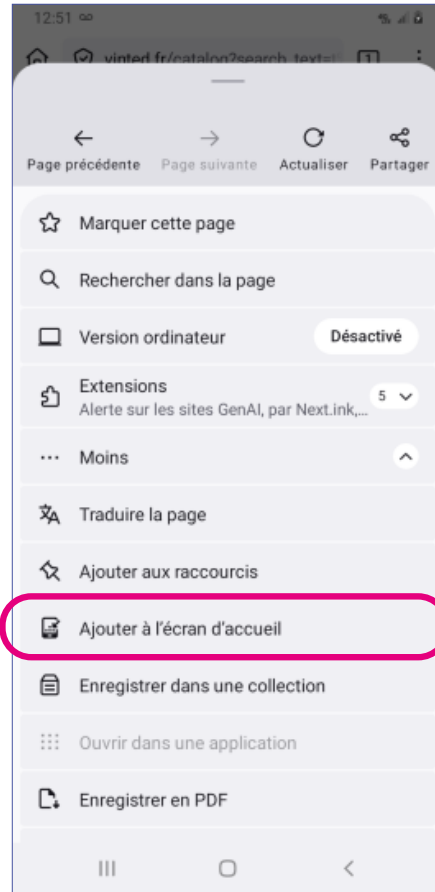 12:51
vinted.fr/catalog?search_text=
1
Page précédente
Page suivante
Actualiser
Partager
Marquer cette page
Rechercher dans la page
Version ordinateur
Désactivé
Extensions
5
Alerte sur les sites GenAI, par Next.ink,...
Moins
Traduire la page
Ajouter aux raccourcis
Ajouter à l'écran d'accueil
Enregistrer dans une collection
Ouvrir dans une application
Enregistrer en PDF